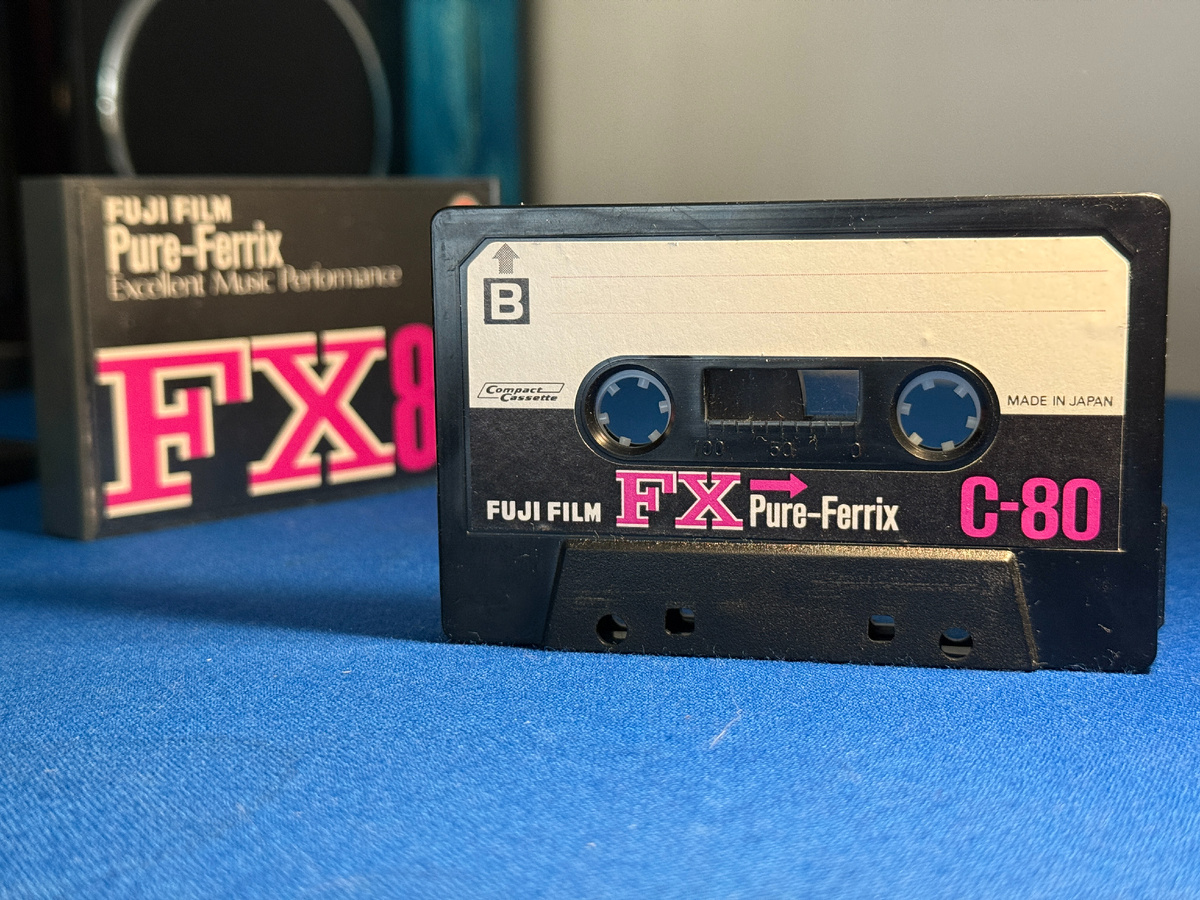 FUJI FILM
Pure-Ferrix
Excellent Music Performance
FX8
B
Compact
Cassette
MADE IN JAPAN
100 50 0
FUJI FILM FX Pure-Ferrix C-80